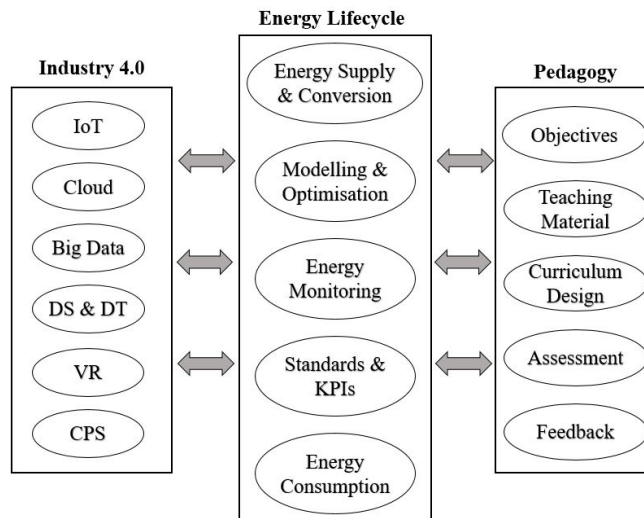 Industry 4.0
IoT
Cloud
Big Data
DS & DT
VR
CPS
Energy Lifecycle
Energy Supply
& Conversion
Modelling &
Optimisation
Energy
Monitoring
Standards &
KPIs
Energy
Consumption
Pedagogy
Objectives
Teaching
Material
Curriculum
Design
Assessment
Feedback